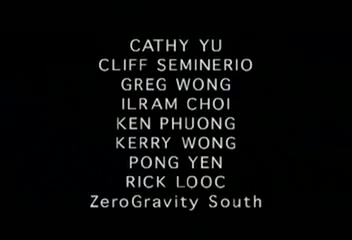 CATHY YU
CLIFF SEMINERIO
GREG WONG
ILRAM CHOI
KEN PHUONG
KERRY WONG
PONG YEN
RICK LOOC
ZeroGravity South